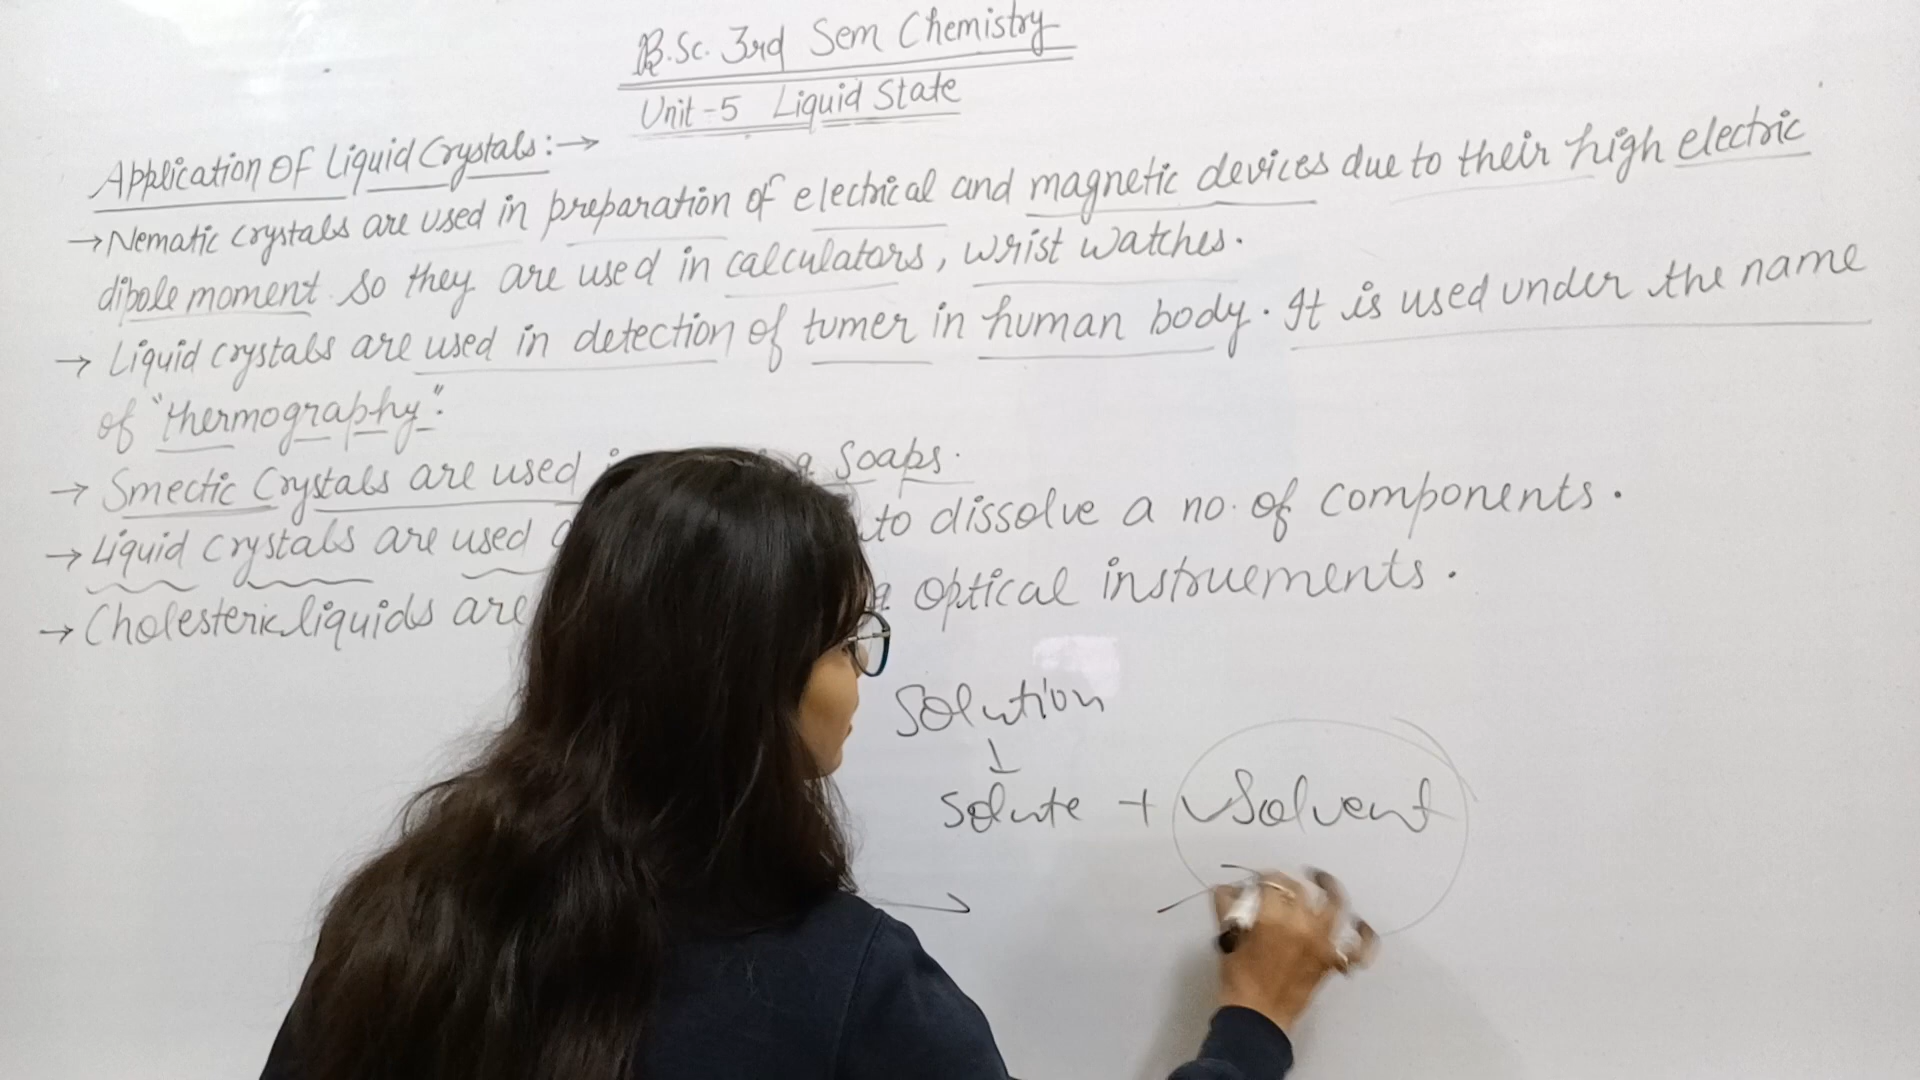 B.Sc. 3rd Sem Chemistry
Unit-5 Liquid State
Application OF Liquid Crystals:→
→ Nematic crystals are used in preparation of electrical and magnetic devices due to their high electric
dipole moment so they are used in calculators, wrist watches.
→ Liquid crystals are used in detection of tumer in human body. It is used under the name
of "thermography".
→ Smectic Crystals are used Soaps.
→ Liquid crystals are used to dissolve a no. of components.
→ Cholesteric liquids are optical instruements.
Solution
↓
Solute + Solvent
→